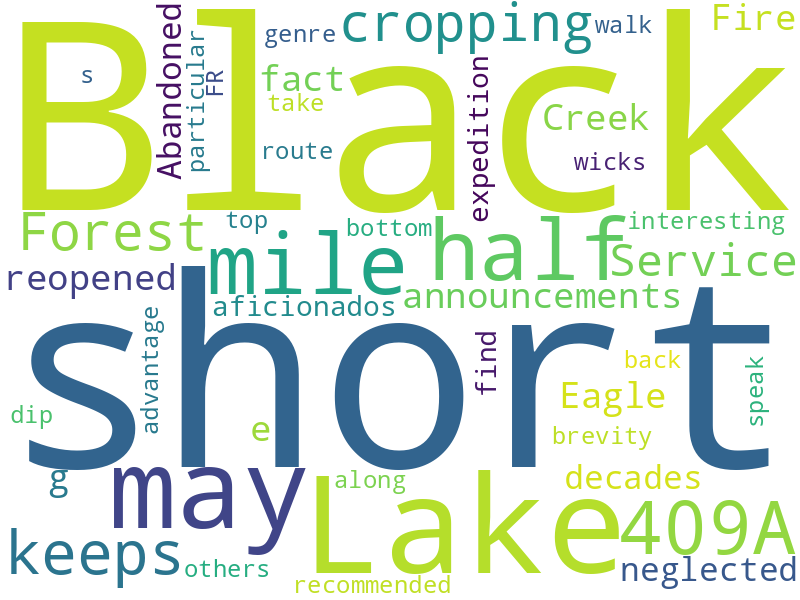 Black
short
Lake
may
mile
half
409A
keeps
Forest
cropping
Service
Fire
Creek
fact
genre
walk
s
Abandoned
particular
FR
take
route
expedition
wicks
top
bottom
interesting
reopened
aficionados
announcements
advantage
find
back
speak
Eagle
brevity
dip
e
g
along
decades
others
recommended
neglected